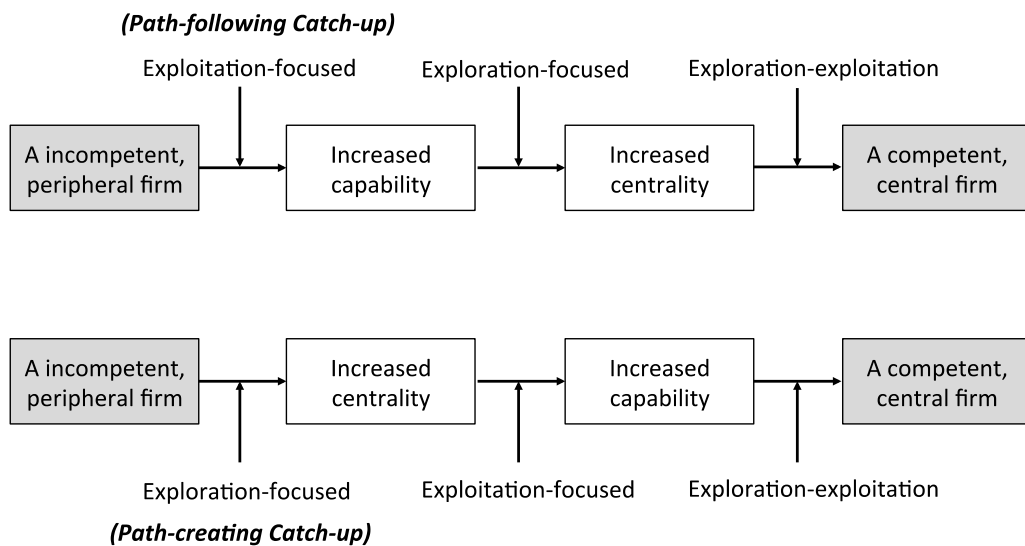 (Path-following Catch-up)
Exploitation-focused
Exploration-focused
Exploration-exploitation
A incompetent,
peripheral firm
Increased
capability
Increased
centrality
A competent,
central firm
A incompetent,
peripheral firm
Increased
centrality
Increased
capability
A competent,
central firm
Exploration-focused
Exploitation-focused
Exploration-exploitation
(Path-creating Catch-up)